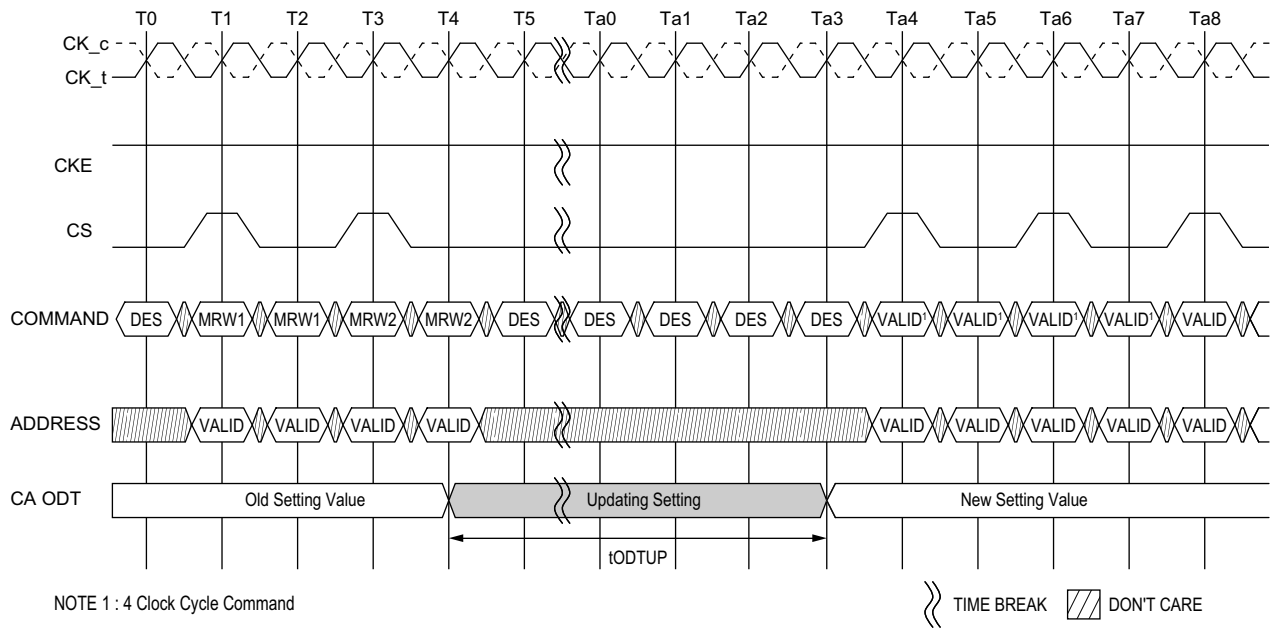 T0 T1 T2 T3 T4 T5 Ta0 Ta1 Ta2 Ta3 Ta4 Ta5 Ta6 Ta7 Ta8
CK_c
CK_t
CKE
CS
COMMAND DES MRW1 MRW1 MRW2 MRW2 DES DES DES DES DES VALID¹ VALID¹ VALID¹ VALID¹ VALID
ADDRESS VALID VALID VALID VALID VALID VALID VALID VALID VALID
CA ODT Old Setting Value Updating Setting New Setting Value
tODTUP
NOTE 1 : 4 Clock Cycle Command TIME BREAK DON'T CARE